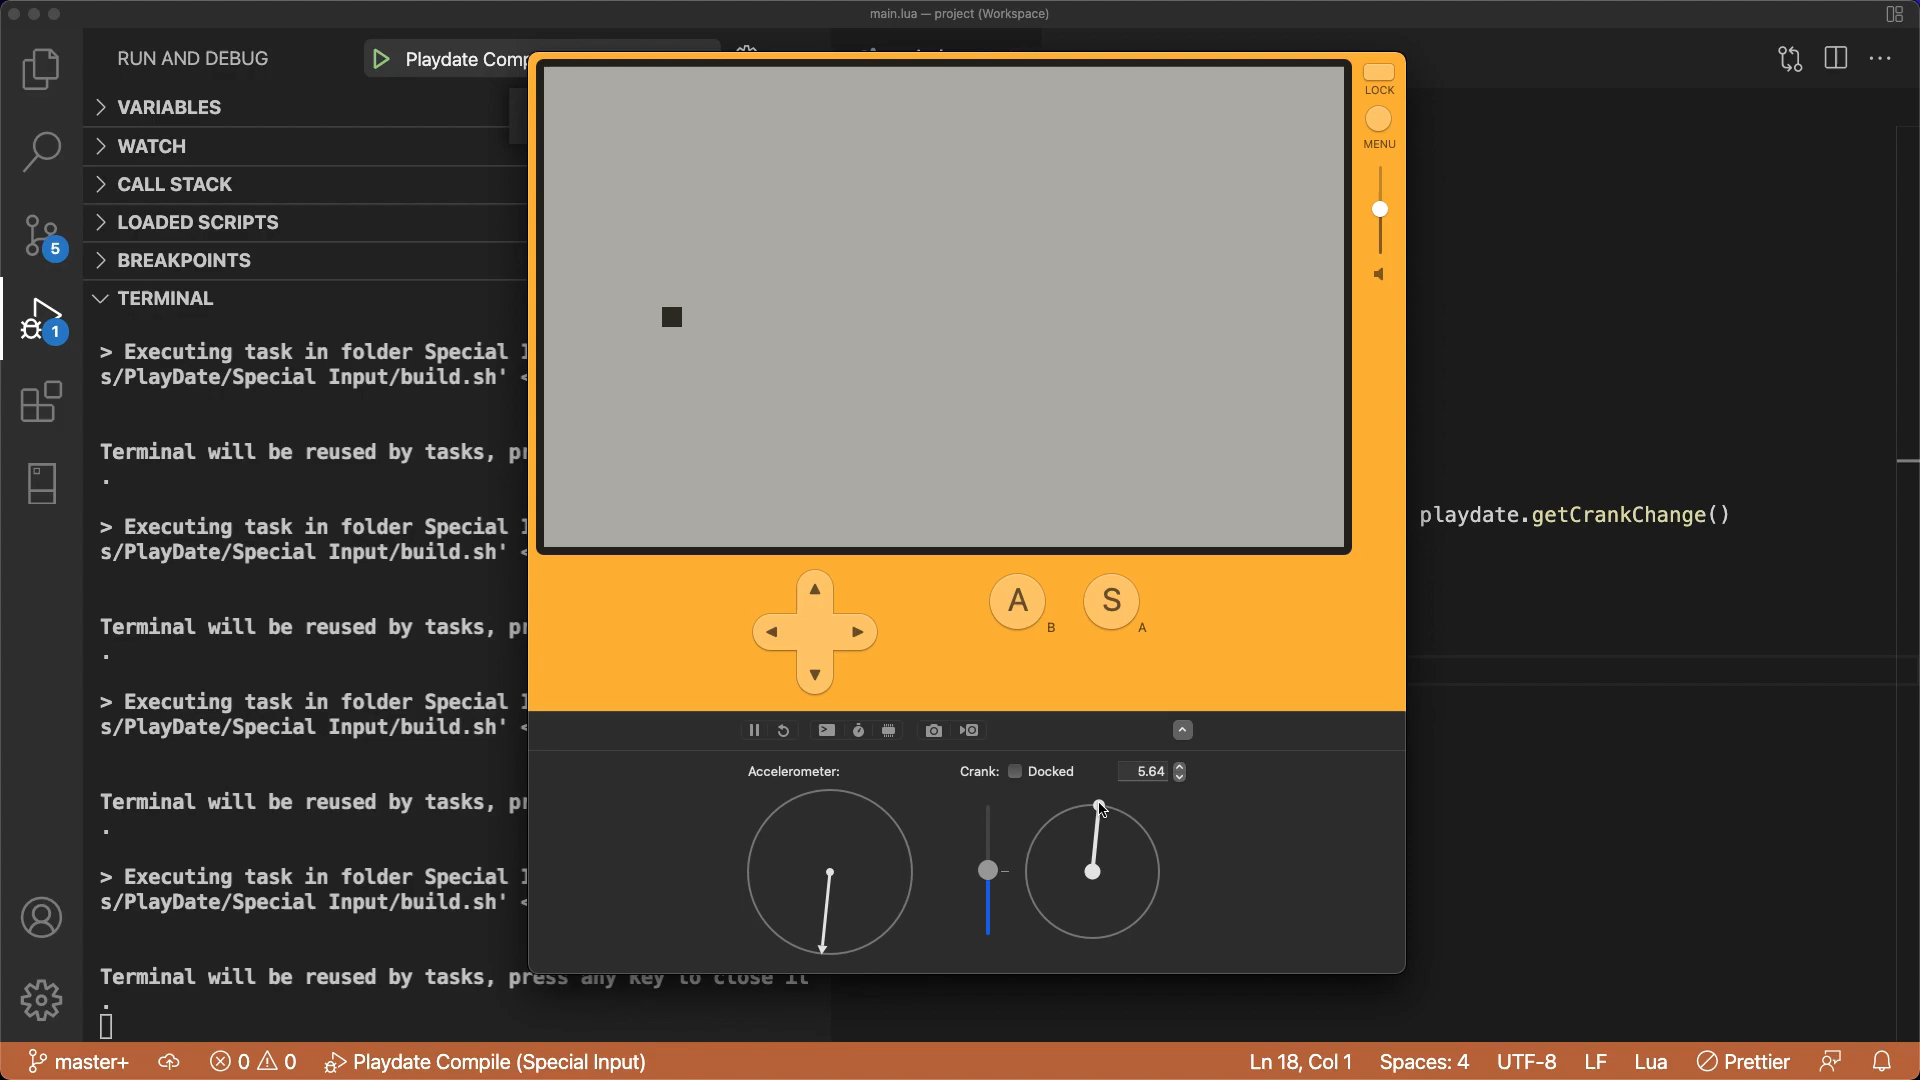 main.lua — project (Workspace)
RUN AND DEBUG
Playdate Comp
VARIABLES
WATCH
CALL STACK
LOADED SCRIPTS
BREAKPOINTS
TERMINAL
> Executing task in folder Special
s/PlayDate/Special Input/build.sh' <
Terminal will be reused by tasks, pr
.
> Executing task in folder Special
s/PlayDate/Special Input/build.sh' <
Terminal will be reused by tasks, pr
.
> Executing task in folder Special
s/PlayDate/Special Input/build.sh' <
Terminal will be reused by tasks, pr
.
> Executing task in folder Special
s/PlayDate/Special Input/build.sh' <
Terminal will be reused by tasks, press any key to close it
.
5
1
LOCK
MENU
A
B
S
A
Accelerometer:
Crank:
Docked
5.64
playdate.getCrankChange()
master+
0
0
Playdate Compile (Special Input)
Ln 18, Col 1
Spaces: 4
UTF-8
LF
Lua
Prettier